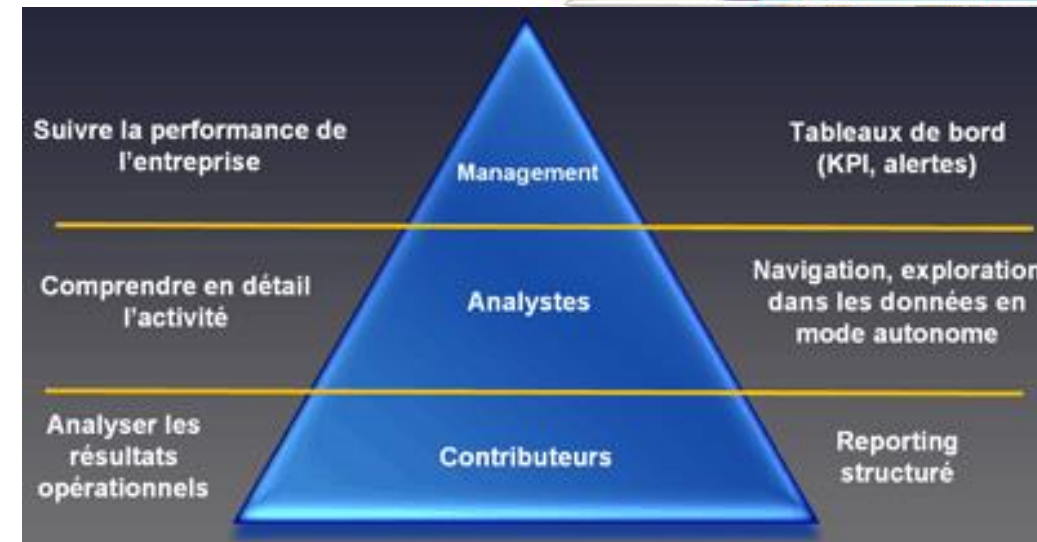 Suivre la performance de
l'entreprise
Management
Tableaux de bord
(KPI, alertes)
Comprendre en détail
l'activité
Analystes
Navigation, exploration
dans les données en
mode autonome
Analyser les
résultats
opérationnels
Contributeurs
Reporting
structuré